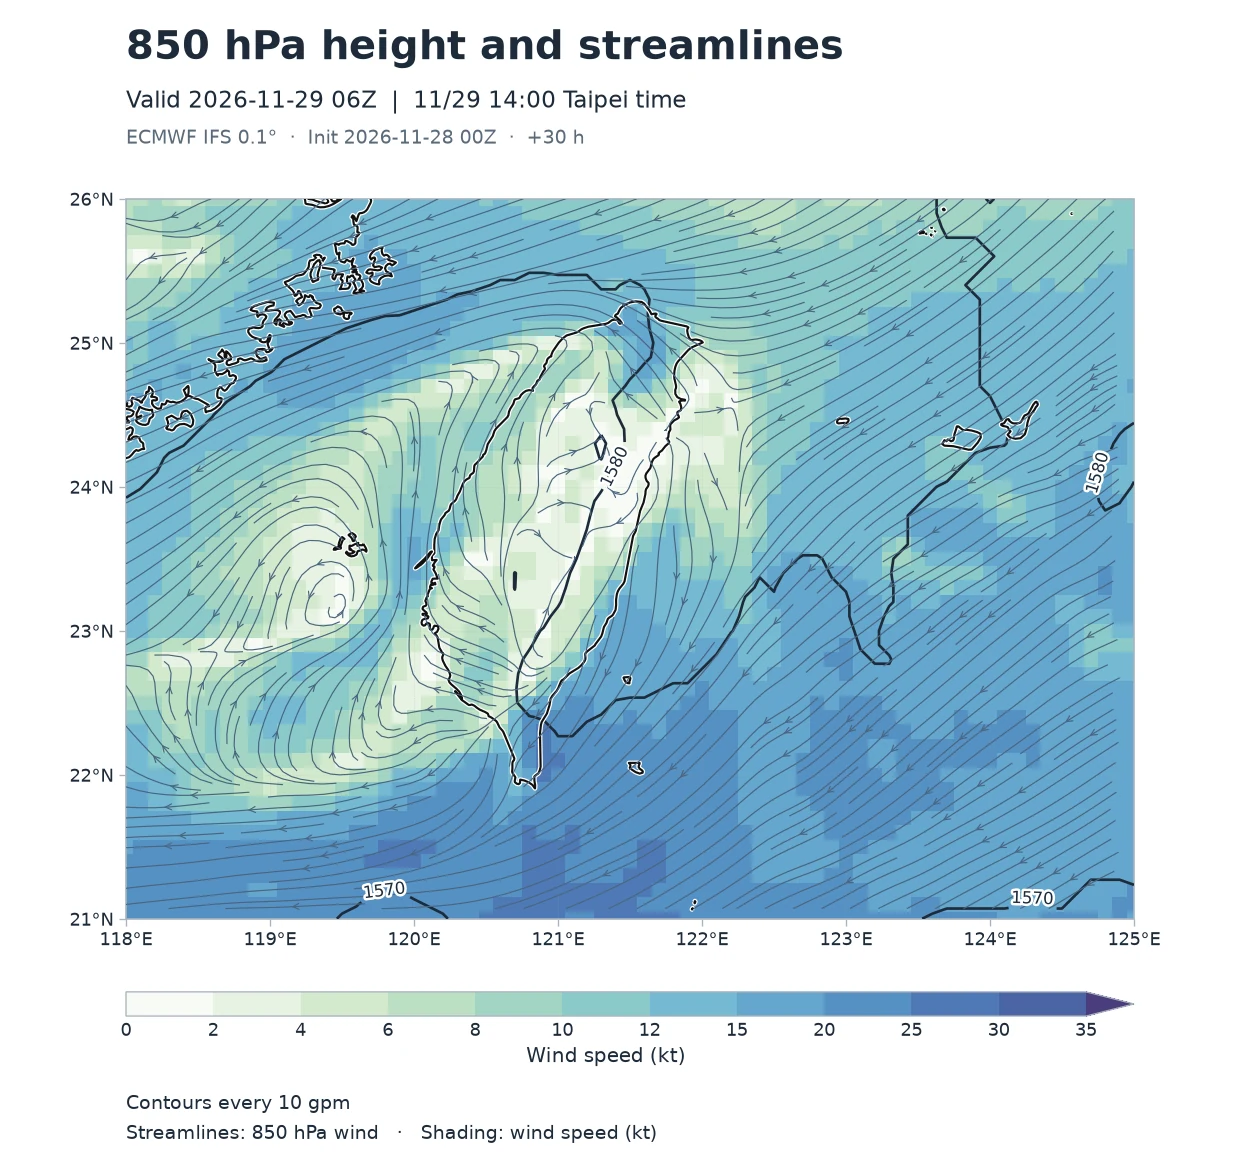 850 hPa height and streamlines
Valid 2026-11-29 06Z | 11/29 14:00 Taipei time
ECMWF IFS 0.1° · Init 2026-11-28 00Z · +30 h
26°N
25°N
24°N
23°N
22°N
21°N
1580
1580
1570
1570
118°E 119°E 120°E 121°E 122°E 123°E 124°E 125°E
0 2 4 6 8 10 12 15 20 25 30 35
Wind speed (kt)
Contours every 10 gpm
Streamlines: 850 hPa wind · Shading: wind speed (kt)